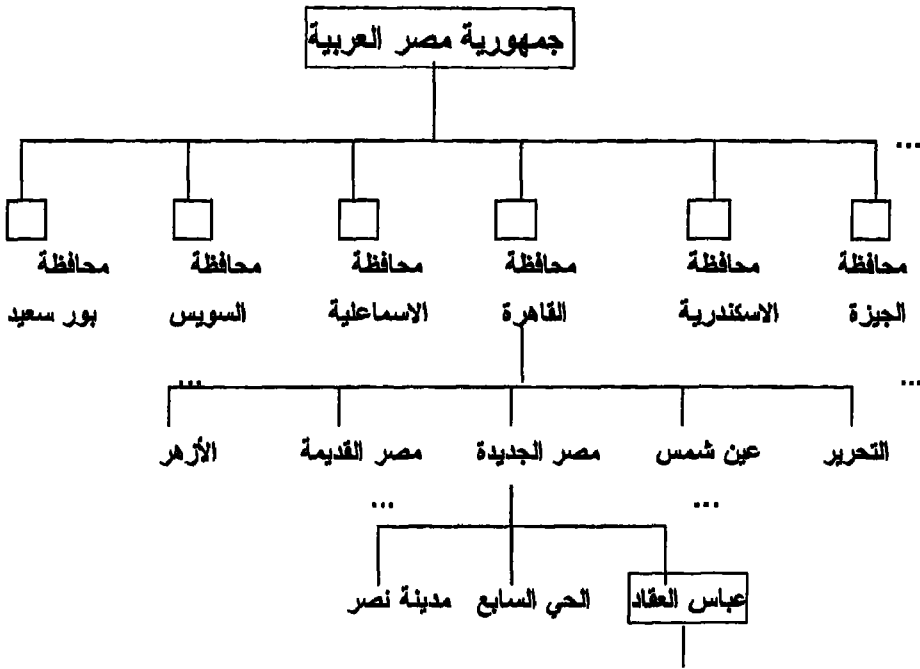 جمهورية مصر العربية
...
محافظة محافظة محافظة محافظة محافظة محافظة
الجيزة الاسكندرية القاهرة الاسماعلية السويس بور سعيد
... ...
التحرير عين شمس مصر الجديدة مصر القديمة الأزهر
... ...
عباس العقاد الحي السابع مدينة نصر